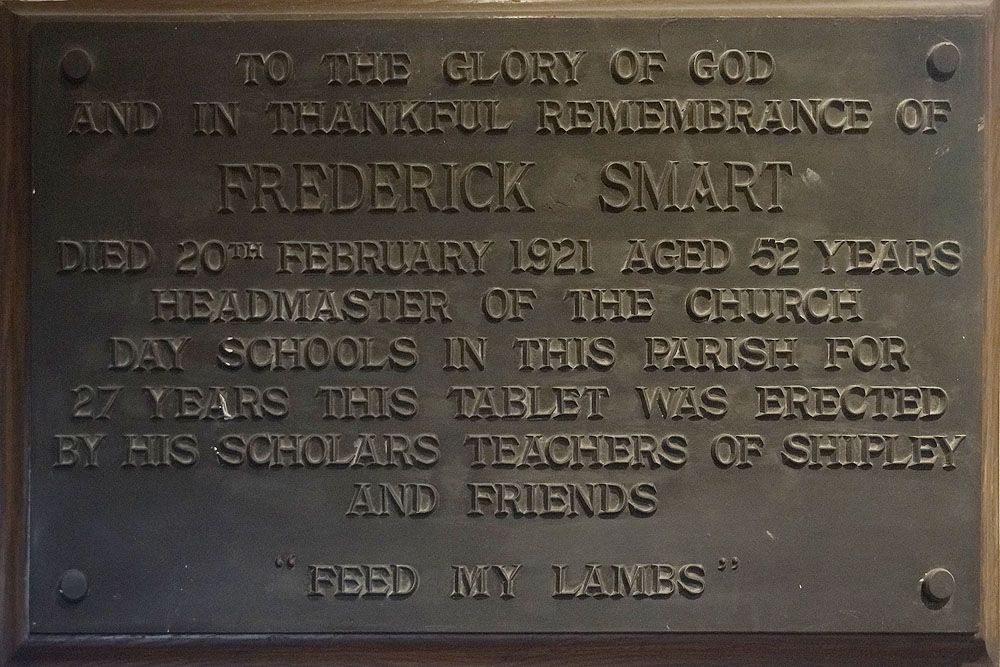 TO THE GLORY OF GOD
AND IN THANKFUL REMEMBRANCE OF
FREDERICK SMART
DIED 20TH FEBRUARY 1921 AGED 52 YEARS
HEADMASTER OF THE CHURCH
DAY SCHOOLS IN THIS PARISH FOR
27 YEARS THIS TABLET WAS ERECTED
BY HIS SCHOLARS TEACHERS OF SHIPLEY
AND FRIENDS
“FEED MY LAMBS”